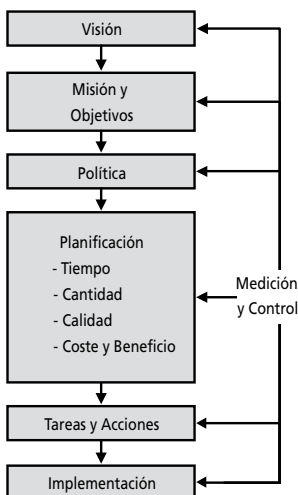 Visión
Misión y
Objetivos
Política
Planificación
- Tiempo
- Cantidad
- Calidad
- Coste y Beneficio
Medición
y Control
Tareas y Acciones
Implementación